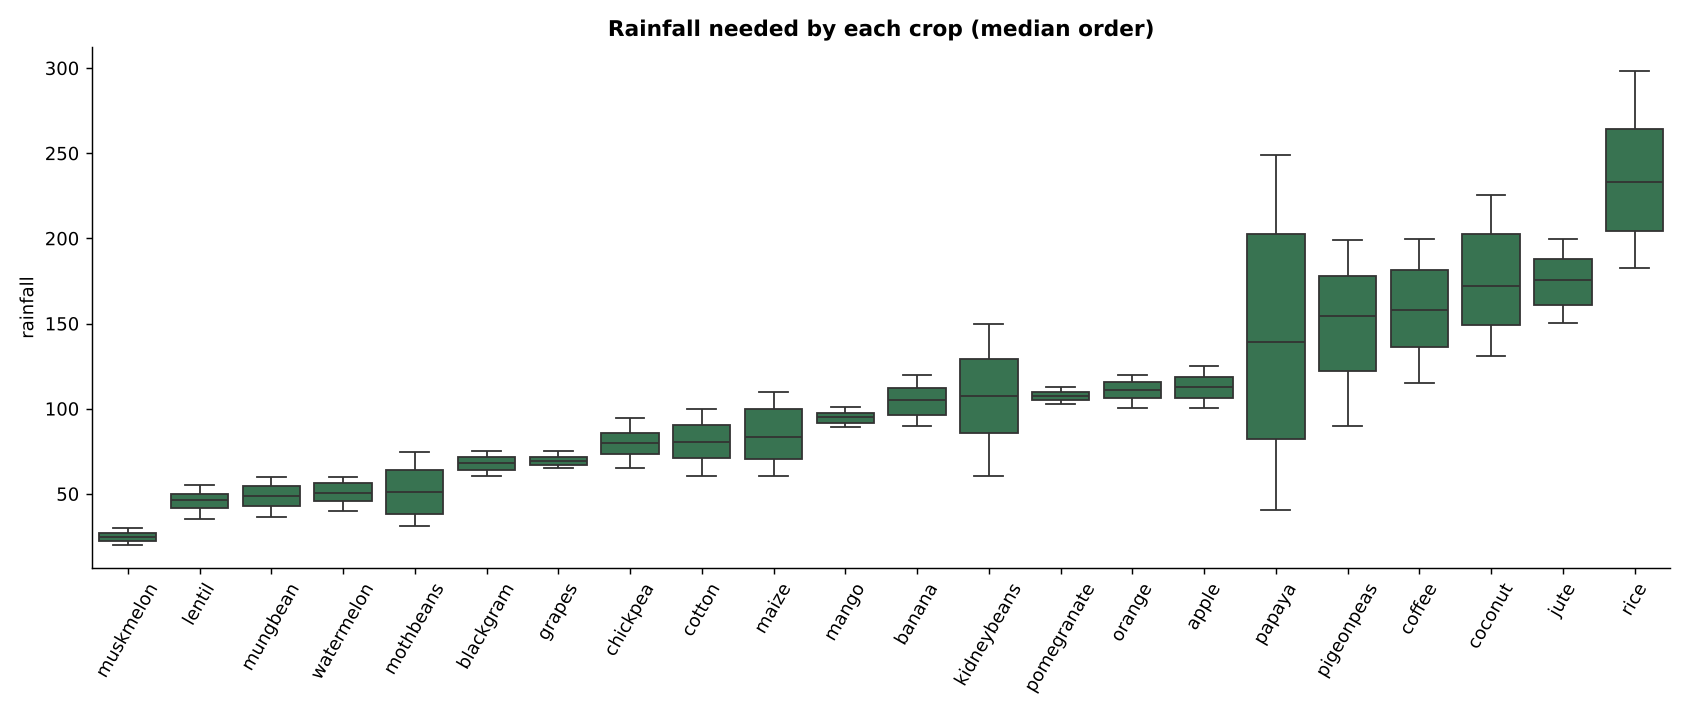 Rainfall needed by each crop (median order)
rainfall
300
250
200
150
100
50
muskmelon
lentil
mungbean
watermelon
mothbeans
blackgram
grapes
chickpea
cotton
maize
mango
banana
kidneybeans
pomegranate
orange
apple
papaya
pigeonpeas
coffee
coconut
jute
rice